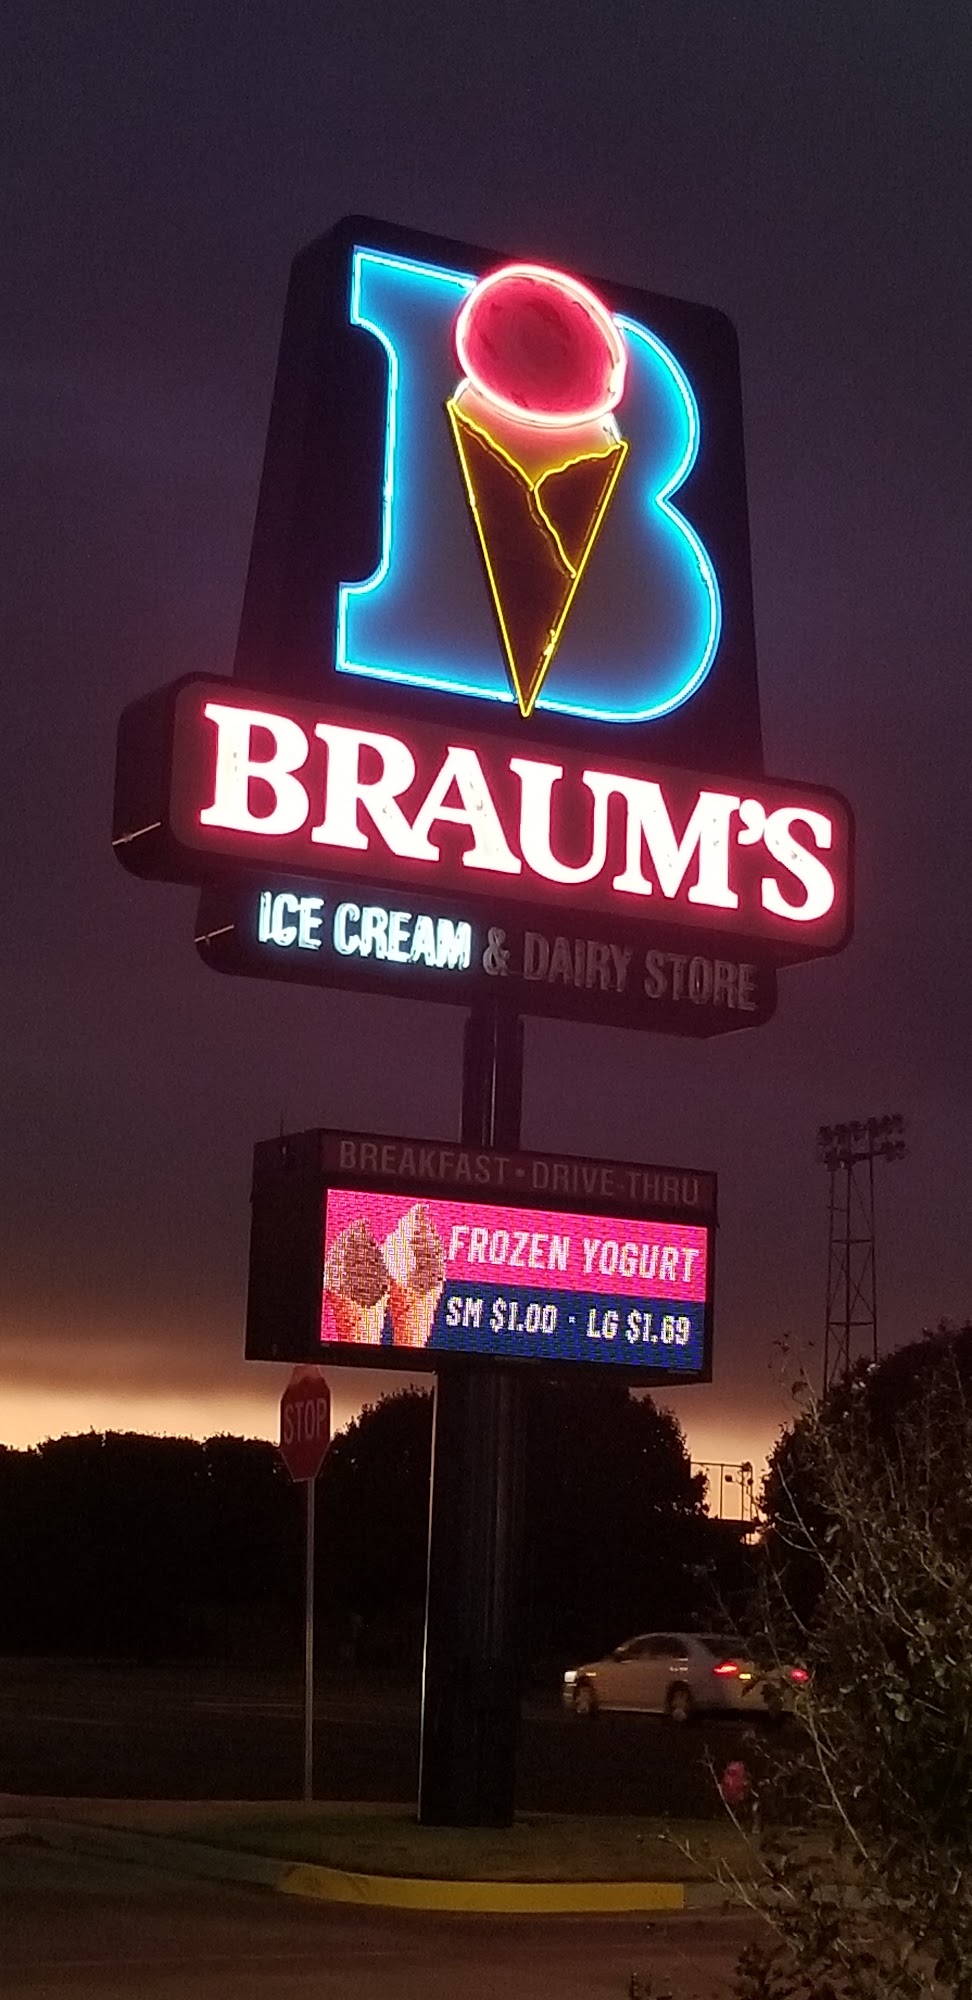 B
BRAUM'S
ICE CREAM & DAIRY STORE
BREAKFAST • DRIVE-THRU
FROZEN YOGURT
SM $1.00 · LG $1.69
STOP